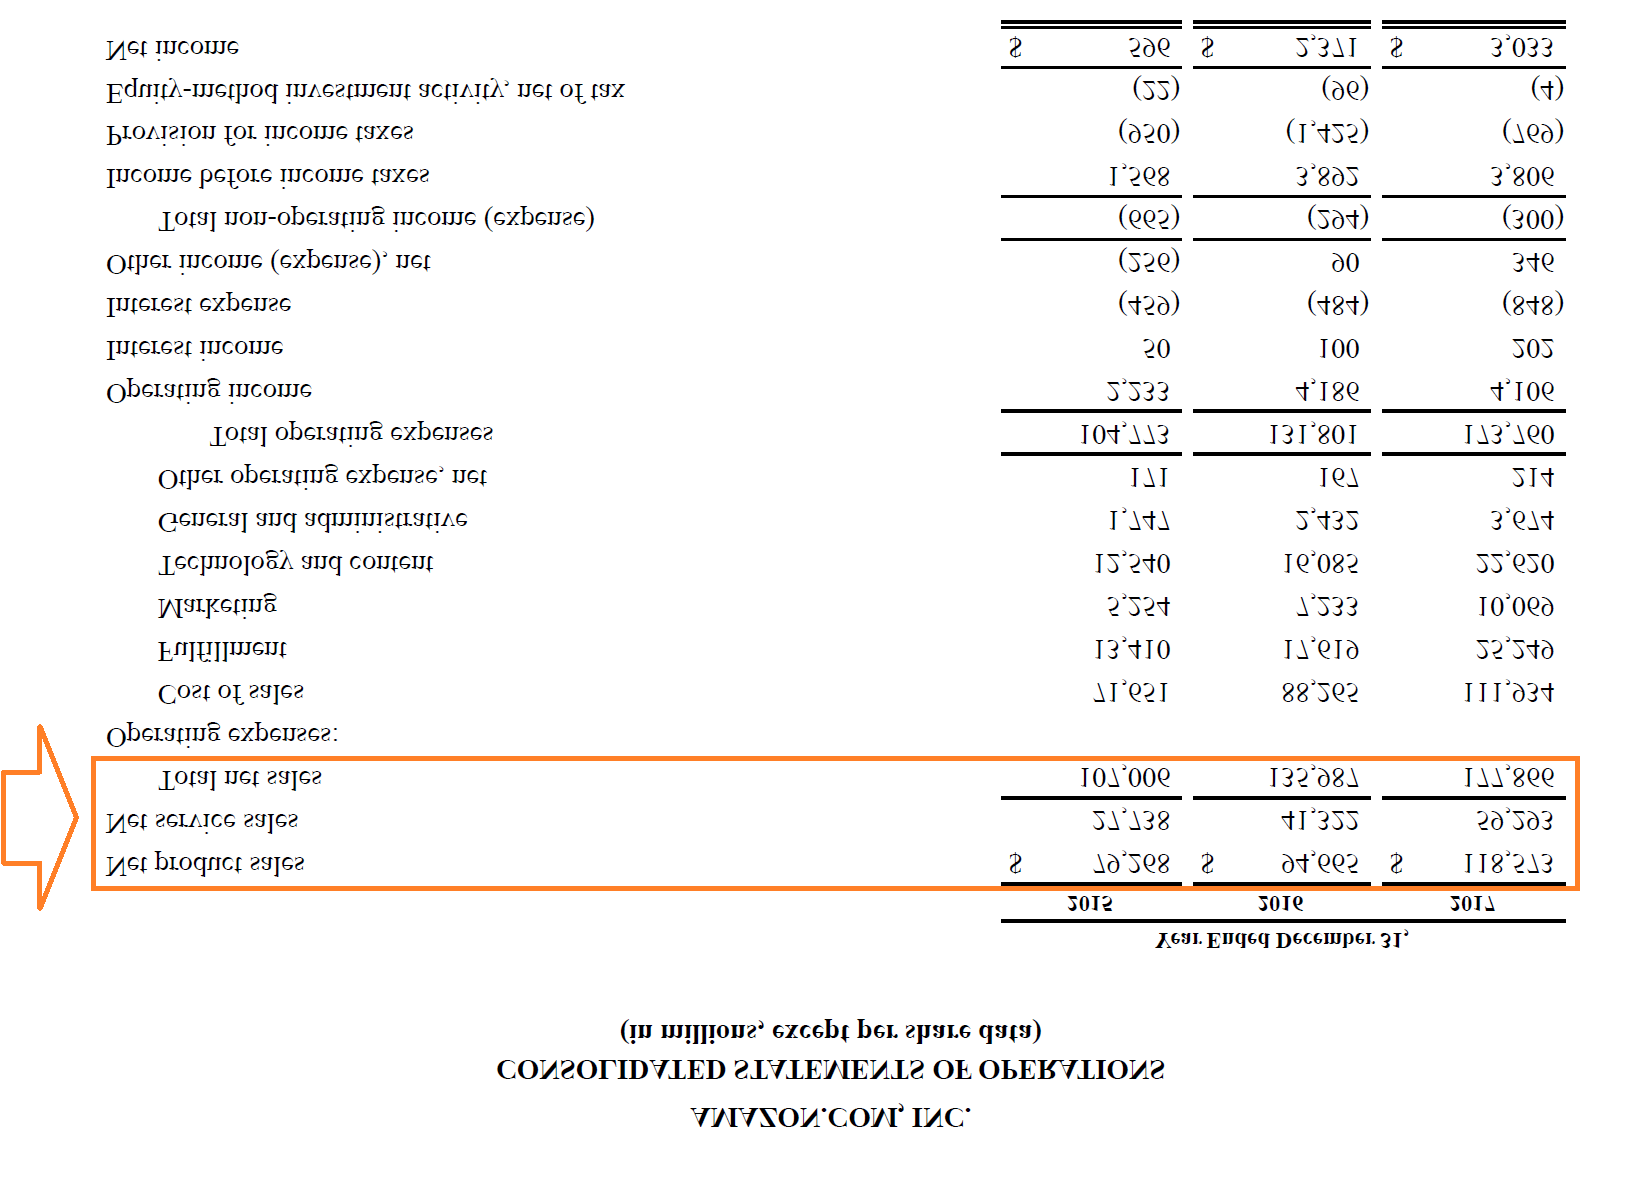 AMAZON.COM, INC.
CONSOLIDATED STATEMENTS OF OPERATIONS
(in millions, except per share data)
Year Ended December 31,
2015 2016 2017
Net product sales $ 79,268 $ 94,665 $ 118,573
Net service sales 27,738 41,322 59,293
Total net sales 107,006 135,987 177,866
Operating expenses:
Cost of sales 71,651 88,265 111,934
Fulfillment 13,410 17,619 25,249
Marketing 5,254 7,233 10,069
Technology and content 12,540 16,085 22,620
General and administrative 1,747 2,432 3,674
Other operating expense, net 171 167 214
Total operating expenses 104,773 131,801 173,760
Operating income 2,233 4,186 4,106
Interest income 50 100 202
Interest expense (459) (484) (848)
Other income (expense), net (256) 90 346
Total non-operating income (expense) (665) (294) (300)
Income before income taxes 1,568 3,892 3,806
Provision for income taxes (950) (1,425) (769)
Equity-method investment activity, net of tax (22) (96) (4)
Net income $ 596 $ 2,371 $ 3,033